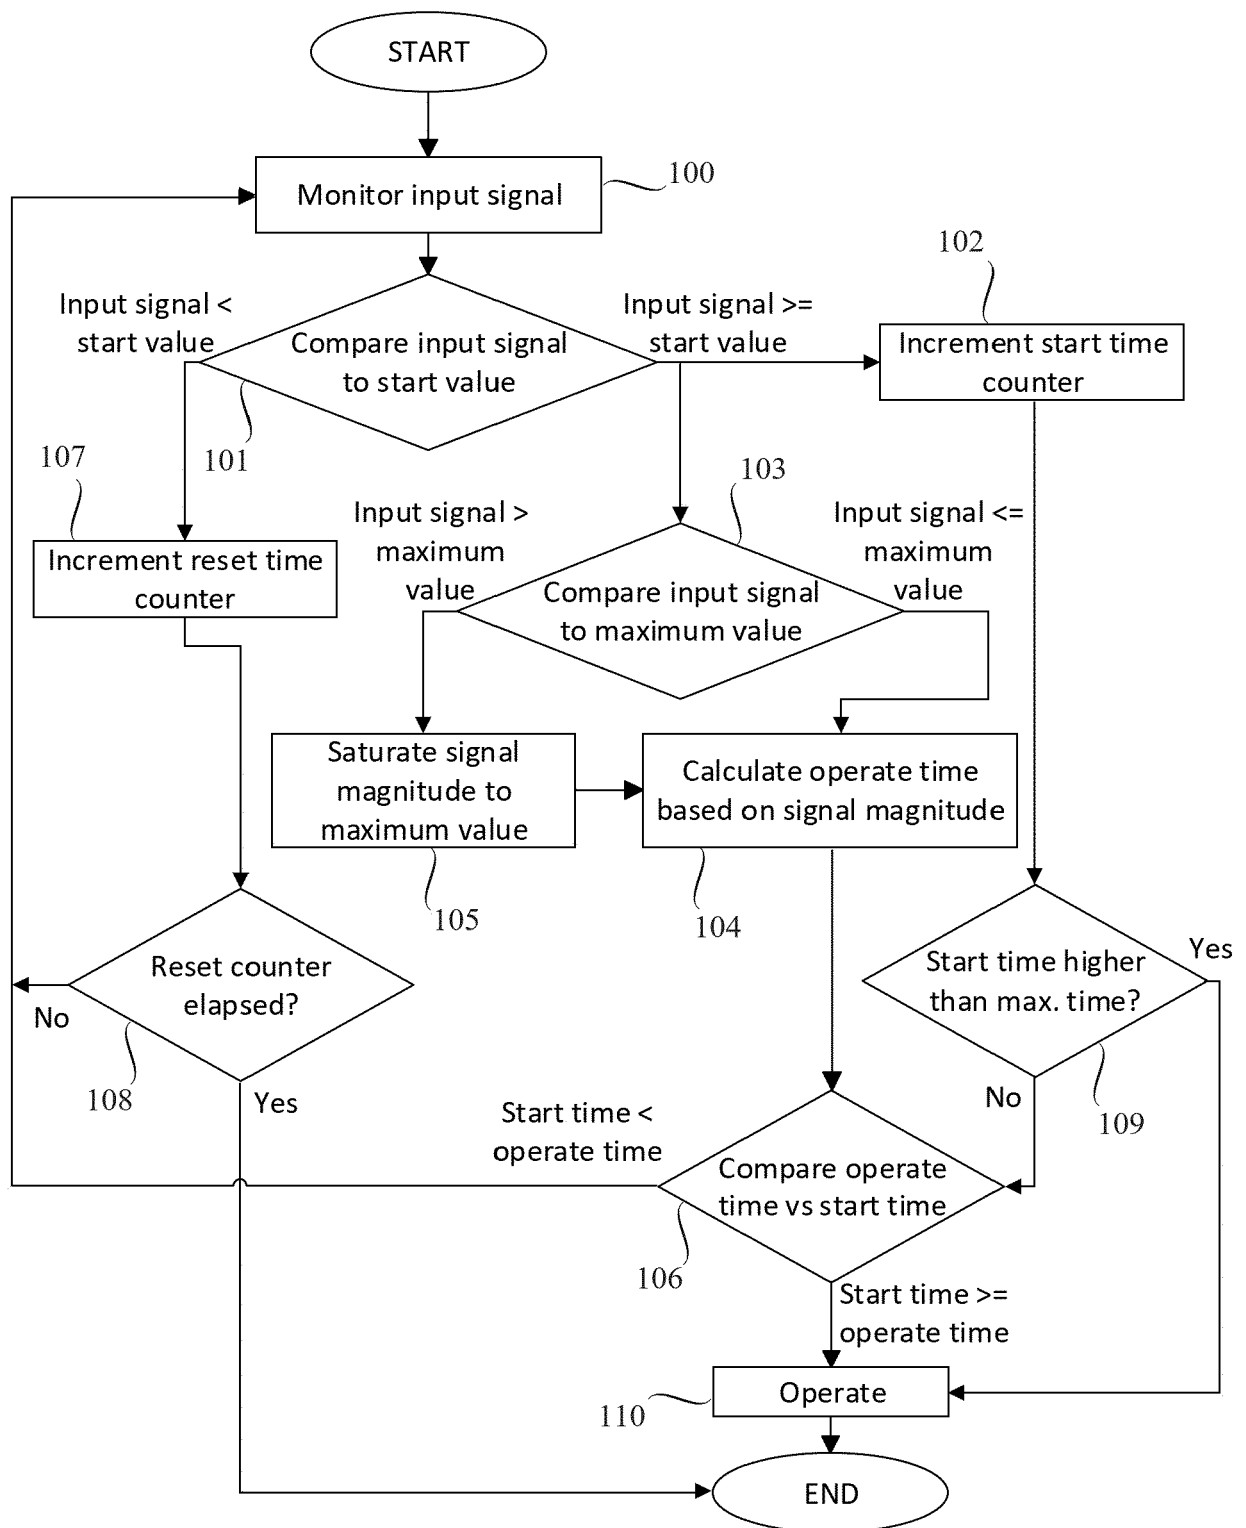 START
Monitor input signal
100
102
Input signal <
start value
Input signal >=
start value
Compare input signal
to start value
Increment start time
counter
101
107
103
Input signal >
maximum
value
Input signal <=
maximum
value
Increment reset time
counter
Compare input signal
to maximum value
Saturate signal
magnitude to
maximum value
Calculate operate time
based on signal magnitude
105
104
Reset counter
elapsed?
No
Yes
108
Start time higher
than max. time?
Yes
No
109
Start time <
operate time
Compare operate
time vs start time
106
Start time >=
operate time
Operate
110
END